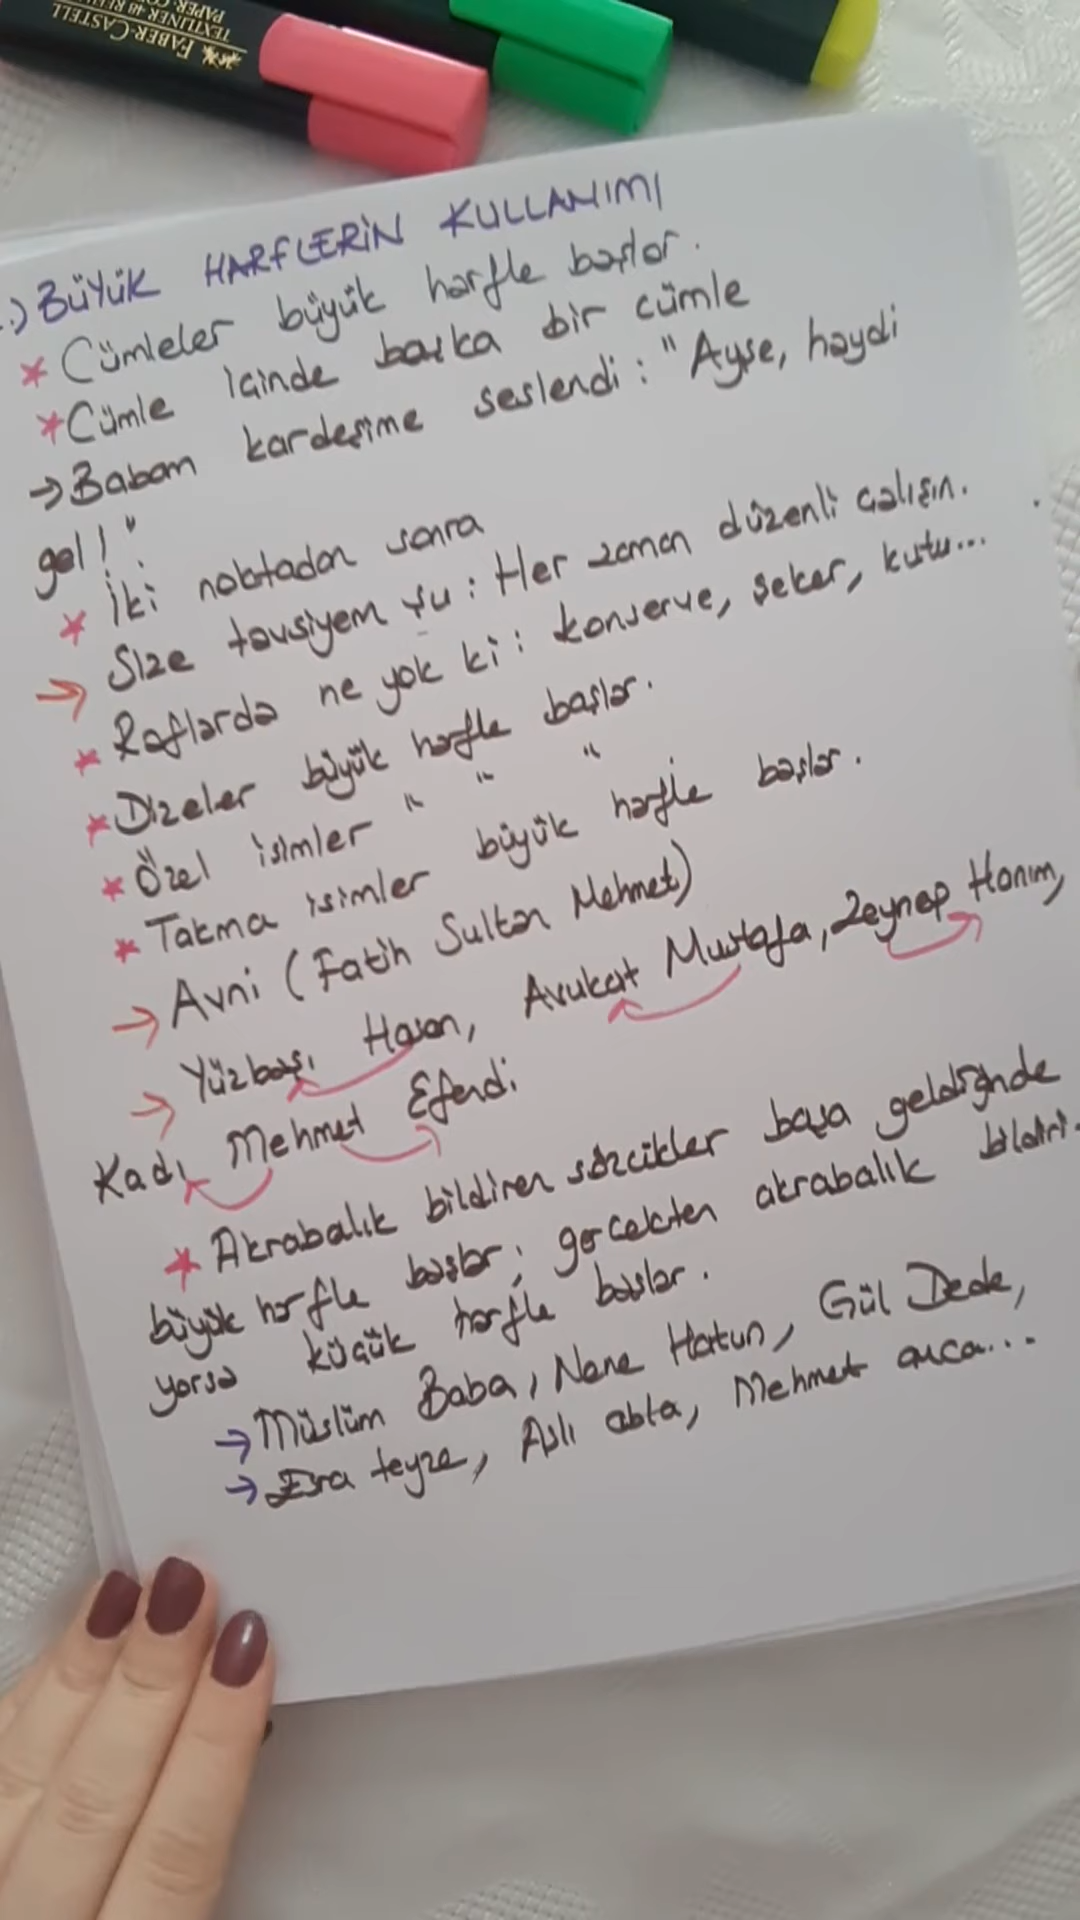 FABER-CASTELL
TEXTLINER 48 REFILL
PAPER
.) BÜYÜK HARFLERİN KULLANIMI
* Cümleler büyük harfle başlar.
* Cümle içinde başka bir cümle
→ Babam kardeşime seslendi: "Ayşe, haydi
gel!"
* İki noktadan sonra
→ Size tavsiyem şu: Her zaman düzenli çalışın.
* Raflarda ne yok ki: konserve, şeker, kutu...
* Dizeler büyük harfle başlar.
* Özel isimler " " "
* Takma isimler büyük harfle başlar.
→ Avni (Fatih Sultan Mehmet)
→ Yüzbaşı Hasan, Avukat Mustafa, Zeynep Hanım,
Kadı Mehmet Efendi
* Akrabalık bildiren sözcükler başa geldiğinde
büyük harfle başlar; gerçekten akrabalık bildiri-
yorsa küçük harfle başlar.
→ Müslüm Baba, Nene Hatun, Gül Dede,
→ Esra teyze, Aslı abla, Mehmet amca...